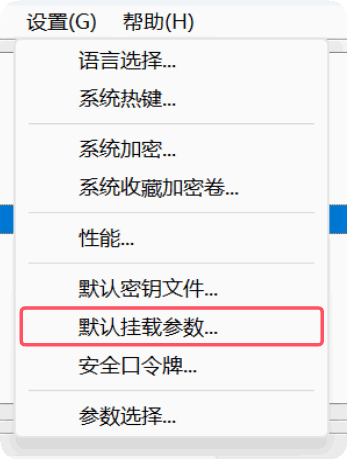 设置(G) 帮助(H)
语言选择...
系统热键...
系统加密...
系统收藏加密卷...
性能...
默认密钥文件...
默认挂载参数...
安全口令牌...
参数选择...